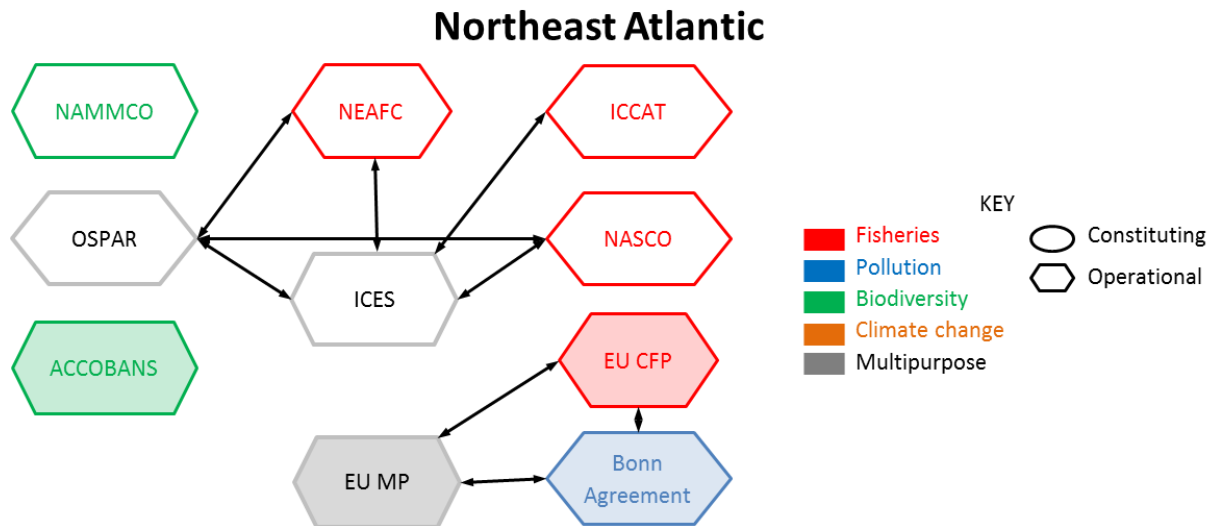 Northeast Atlantic
NAMMCO
NEAFC
ICCAT
OSPAR
NASCO
ICES
ACCOBANS
EU CFP
EU MP
Bonn
Agreement
KEY
Fisheries
Pollution
Biodiversity
Climate change
Multipurpose
Constituting
Operational